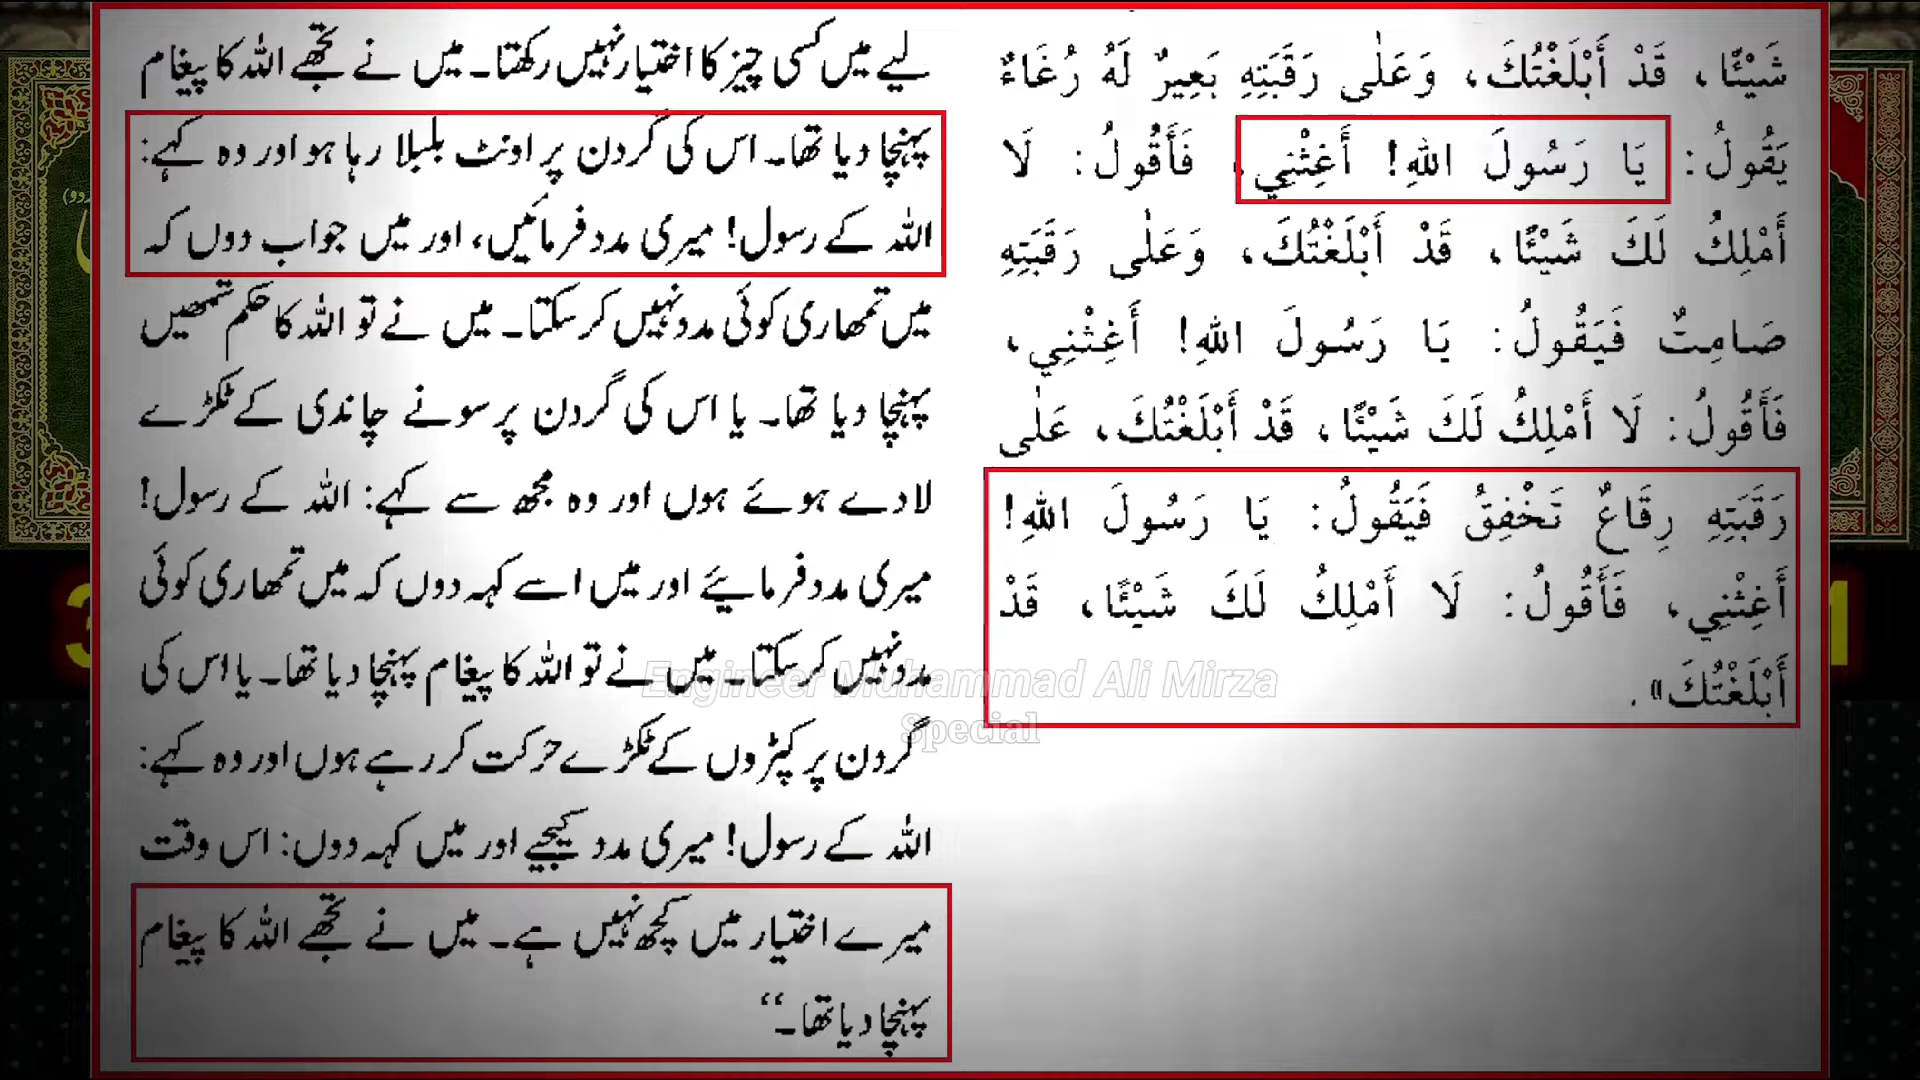 شَيْئًا، قَدْ أَبْلَغْتُكَ، وَعَلٰى رَقَبَتِهِ بَعِيرٌ لَهُ رُغَاءٌ
يَقُولُ: يَا رَسُولَ اللهِ! أَغِثْنِي، فَأَقُولُ: لَا
أَمْلِكُ لَكَ شَيْئًا، قَدْ أَبْلَغْتُكَ، وَعَلٰى رَقَبَتِهِ
صَامِتٌ فَيَقُولُ: يَا رَسُولَ اللهِ! أَغِثْنِي،
فَأَقُولُ: لَا أَمْلِكُ لَكَ شَيْئًا، قَدْ أَبْلَغْتُكَ، عَلٰى
رَقَبَتِهِ رِقَاعٌ تَخْفِقُ فَيَقُولُ: يَا رَسُولَ اللهِ!
أَغِثْنِي، فَأَقُولُ: لَا أَمْلِكُ لَكَ شَيْئًا، قَدْ
أَبْلَغْتُكَ».
لیے میں کسی چیز کا اختیار نہیں رکھتا۔ میں نے تجھے اللہ کا پیغام
پہنچا دیا تھا۔ اس کی گردن پر اونٹ بلبلا رہا ہو اور وہ کہے:
اللہ کے رسول! میری مدد فرمائیں، اور میں جواب دوں کہ
میں تمھاری کوئی مدد نہیں کر سکتا۔ میں نے تو اللہ کا حکم تمھیں
پہنچا دیا تھا۔ یا اس کی گردن پر سونے چاندی کے ٹکڑے
لادے ہوئے ہوں اور وہ مجھ سے کہے: اللہ کے رسول!
میری مدد فرمائیے اور میں اسے کہہ دوں کہ میں تمھاری کوئی
مدد نہیں کر سکتا۔ میں نے تو اللہ کا پیغام پہنچا دیا تھا۔ یا اس کی
گردن پر کپڑوں کے ٹکڑے حرکت کر رہے ہوں اور وہ کہے:
اللہ کے رسول! میری مدد کیجیے اور میں کہہ دوں: اس وقت
میرے اختیار میں کچھ نہیں ہے۔ میں نے تجھے اللہ کا پیغام
پہنچا دیا تھا۔“
Engineer Muhammad Ali Mirza
Special